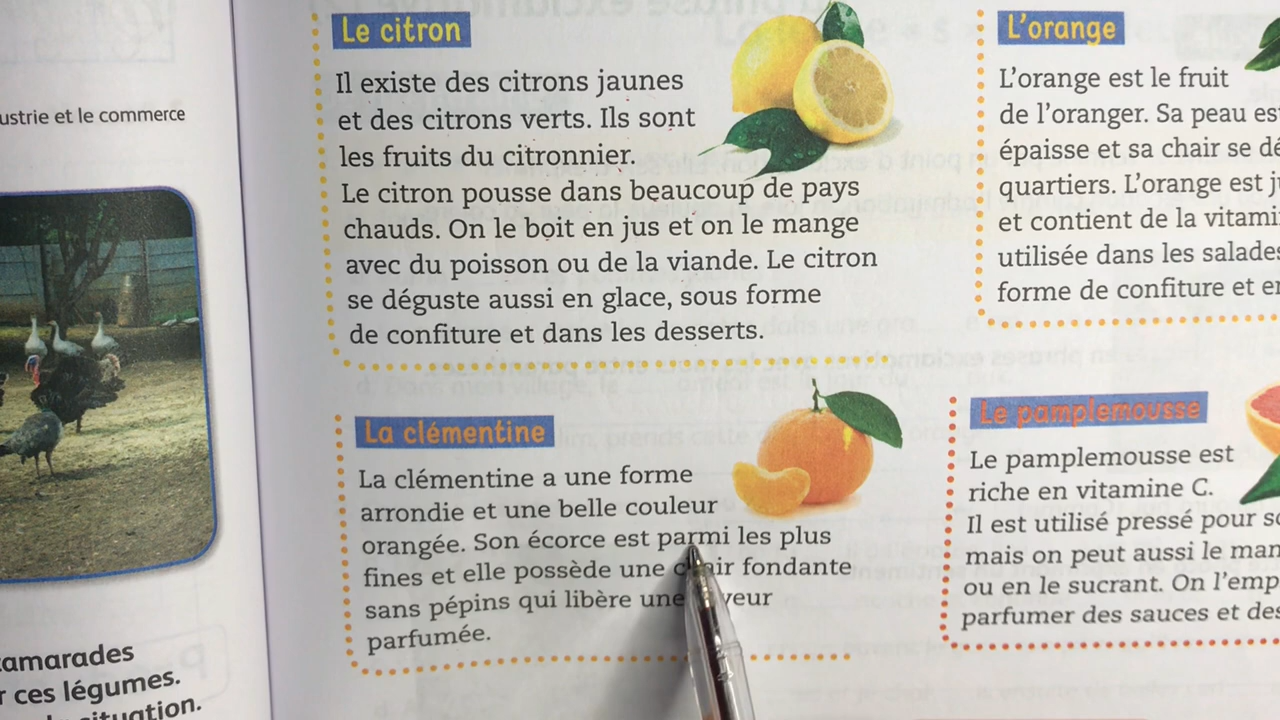 ustrie et le commerce
amarades
r ces légumes.
situation.
Le citron
Il existe des citrons jaunes
et des citrons verts. Ils sont
les fruits du citronnier.
Le citron pousse dans beaucoup de pays
chauds. On le boit en jus et on le mange
avec du poisson ou de la viande. Le citron
se déguste aussi en glace, sous forme
de confiture et dans les desserts.
La clémentine
La clémentine a une forme
arrondie et une belle couleur
orangée. Son écorce est parmi les plus
fines et elle possède une chair fondante
sans pépins qui libère une veur
parfumée.
L'orange
L'orange est le fruit
de l'oranger. Sa peau es
épaisse et sa chair se dé
quartiers. L'orange est j
et contient de la vitami
utilisée dans les salades
forme de confiture et e
Le pamplemousse
Le pamplemousse est
riche en vitamine C.
Il est utilisé pressé pour s
mais on peut aussi le man
ou en le sucrant. On l'emp
parfumer des sauces et des